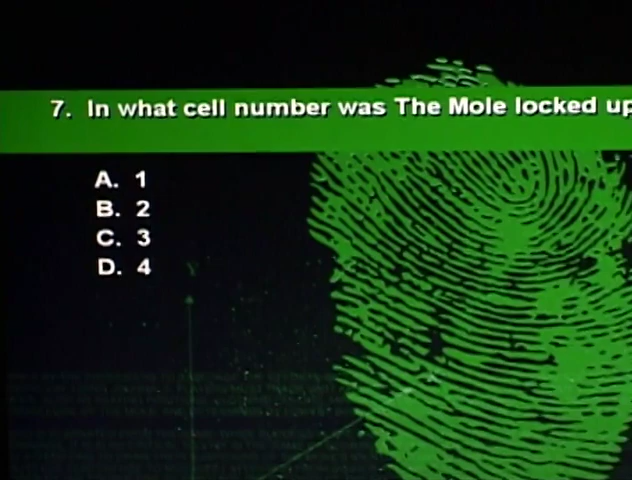 7. In what cell number was The Mole locked up
A. 1
B. 2
C. 3
D. 4
Y